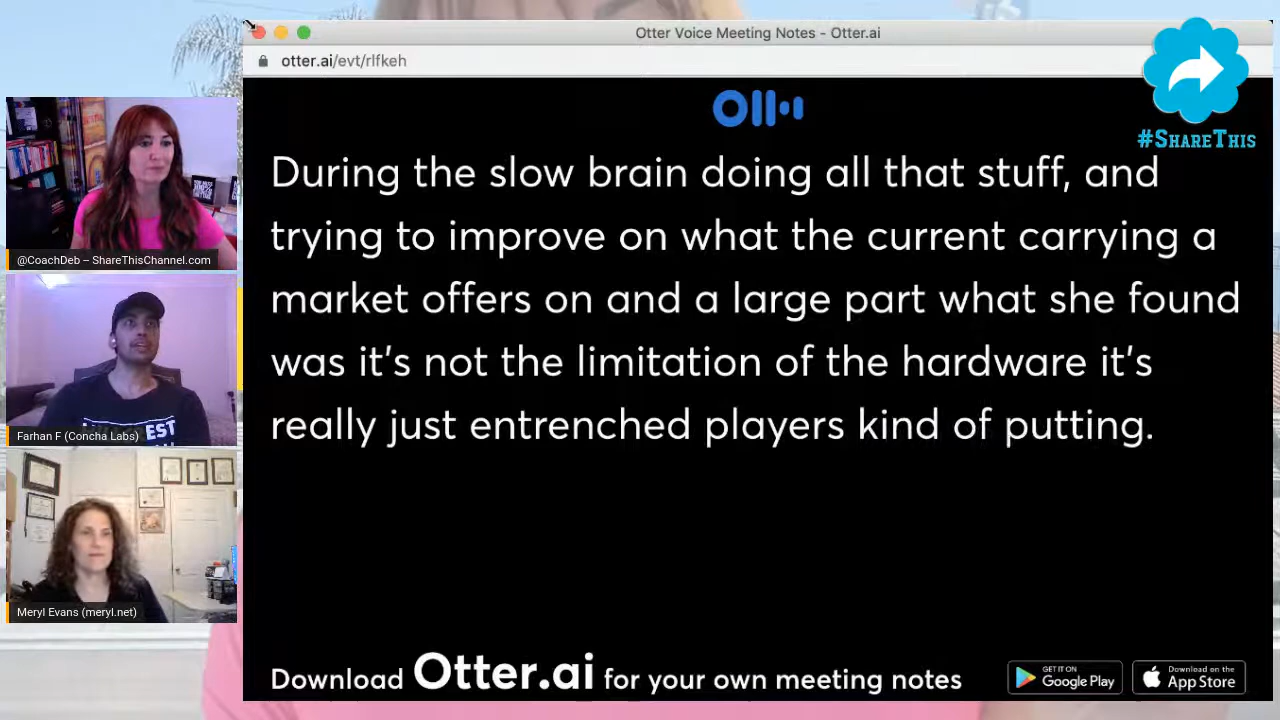 Otter Voice Meeting Notes - Otter.ai
otter.ai/evt/rlfkeh
#SHARETHIS
During the slow brain doing all that stuff, and
trying to improve on what the current carrying a
market offers on and a large part what she found
was it's not the limitation of the hardware it's
really just entrenched players kind of putting.
@CoachDeb – ShareThisChannel.com
Farhan F (Concha Labs)
Meryl Evans (meryl.net)
Download Otter.ai for your own meeting notes
GET IT ON
Google Play
Download on the
App Store